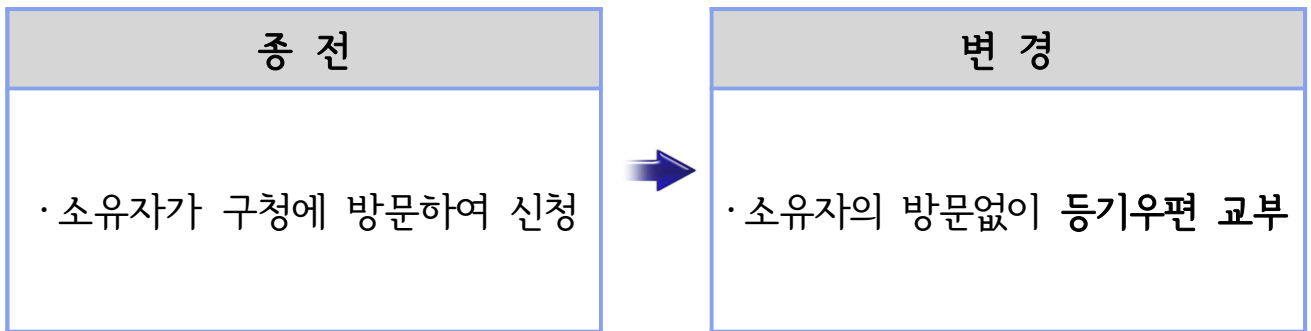 종 전
· 소유자가 구청에 방문하여 신청
변 경
· 소유자의 방문없이 등기우편 교부